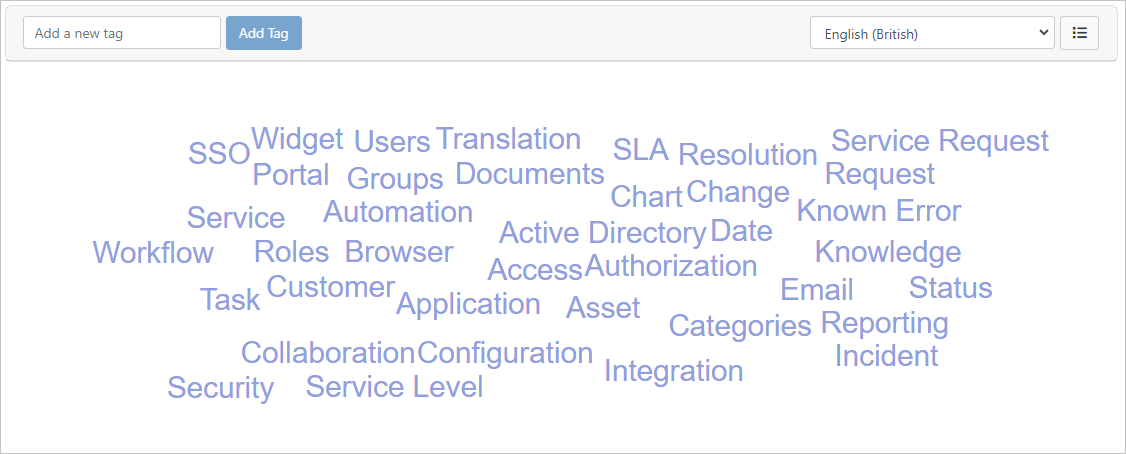 Add a new tag
Add Tag
English (British)
Widget Users Translation Service Request
SSO SLA Resolution
Portal Groups Documents Request
Chart Change
Service Automation Known Error
Active Directory Date
Workflow Roles Browser Knowledge
Access Authorization
Task Customer Email Status
Application Asset
Categories Reporting
Collaboration Configuration Incident
Integration
Security Service Level